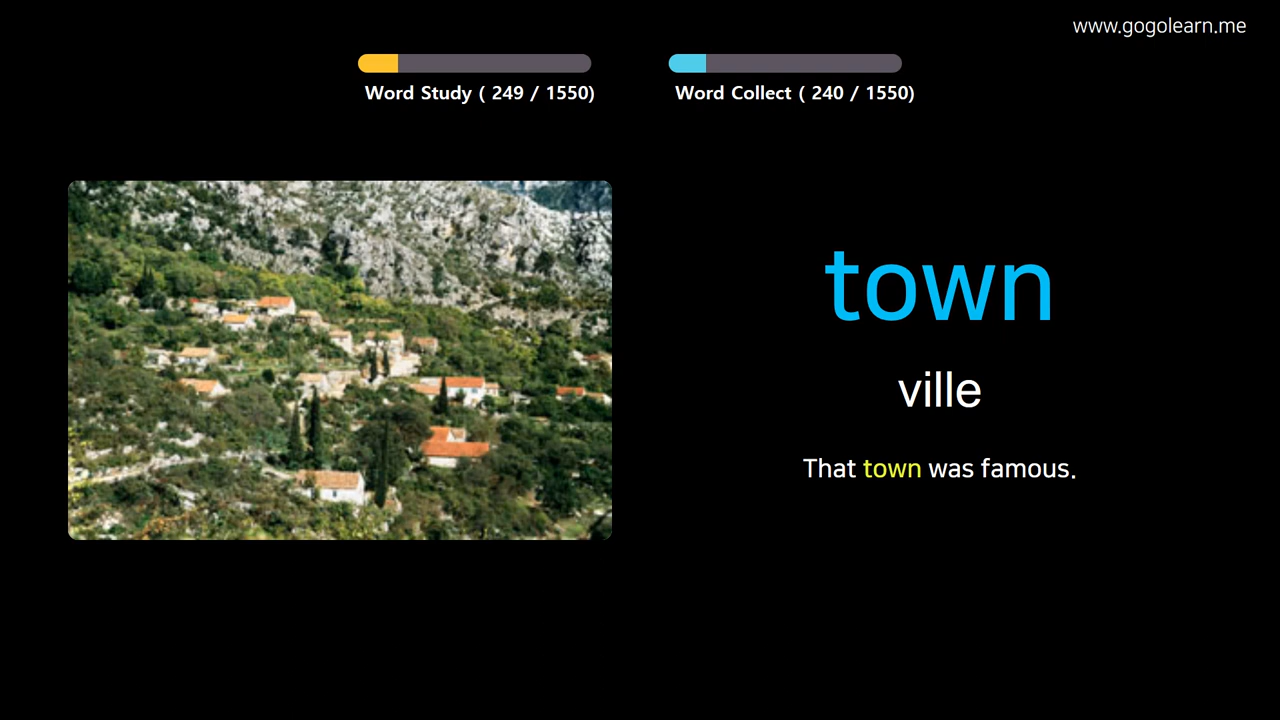 www.gogolearn.me
Word Study ( 249 / 1550)
Word Collect ( 240 / 1550)
town
ville
That town was famous.